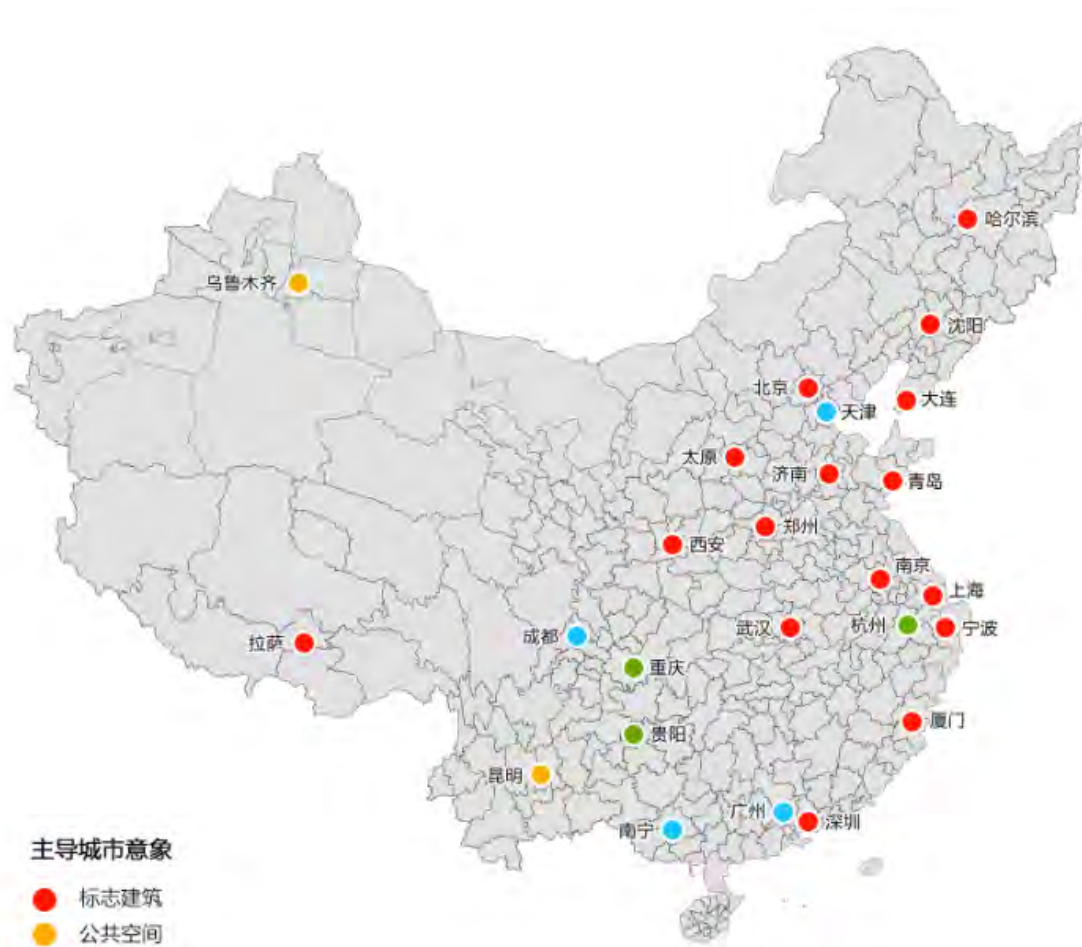 哈尔滨
乌鲁木齐
沈阳
北京
大连
天津
太原
济南
青岛
郑州
西安
南京
上海
杭州
宁波
武汉
成都
拉萨
重庆
厦门
贵阳
昆明
广州
深圳
南宁
主导城市意象
标志建筑
公共空间